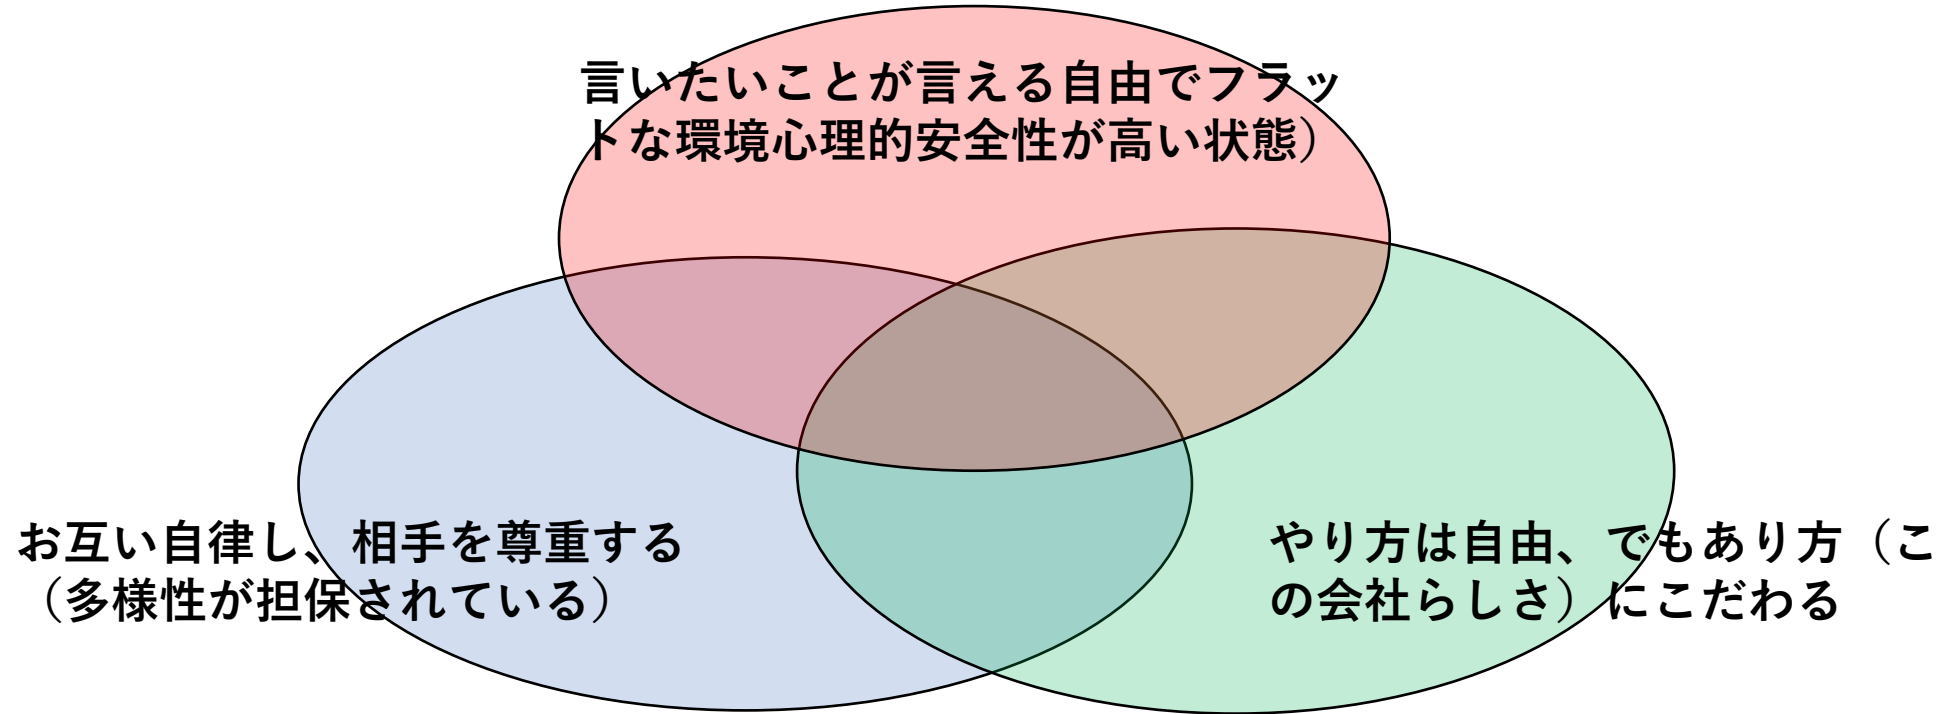 言いたいことが言える自由でフラッ
トな環境心理的安全性が高い状態）
お互い自律し、相手を尊重する
（多様性が担保されている）
やり方は自由、でもあり方（こ
の会社らしさ）にこだわる